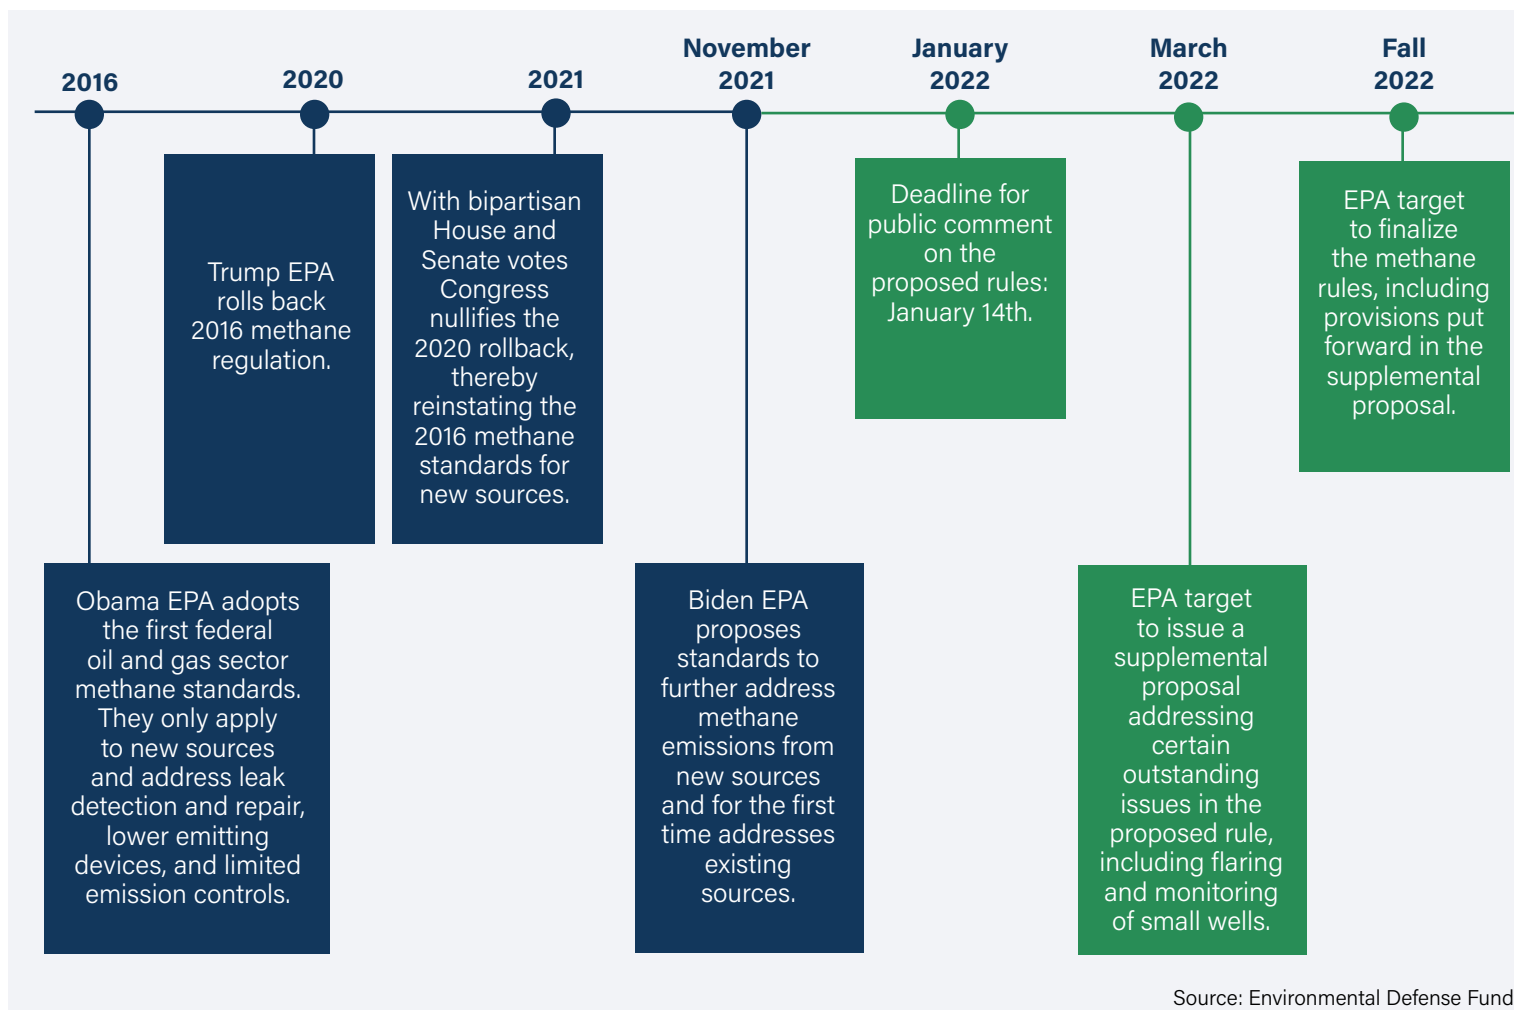 2016
2020
2021
November
2021
January
2022
March
2022
Fall
2022
Obama EPA adopts
the first federal
oil and gas sector
methane standards.
They only apply
to new sources
and address leak
detection and repair,
lower emitting
devices, and limited
emission controls.
Trump EPA
rolls back
2016 methane
regulation.
With bipartisan
House and
Senate votes
Congress
nullifies the
2020 rollback,
thereby
reinstating the
2016 methane
standards for
new sources.
Biden EPA
proposes
standards to
further address
methane
emissions from
new sources
and for the first
time addresses
existing
sources.
Deadline for
public comment
on the
proposed rules:
January 14th.
EPA target
to issue a
supplemental
proposal
addressing
certain
outstanding
issues in the
proposed rule,
including flaring
and monitoring
of small wells.
EPA target
to finalize
the methane
rules, including
provisions put
forward in the
supplemental
proposal.
Source: Environmental Defense Fund